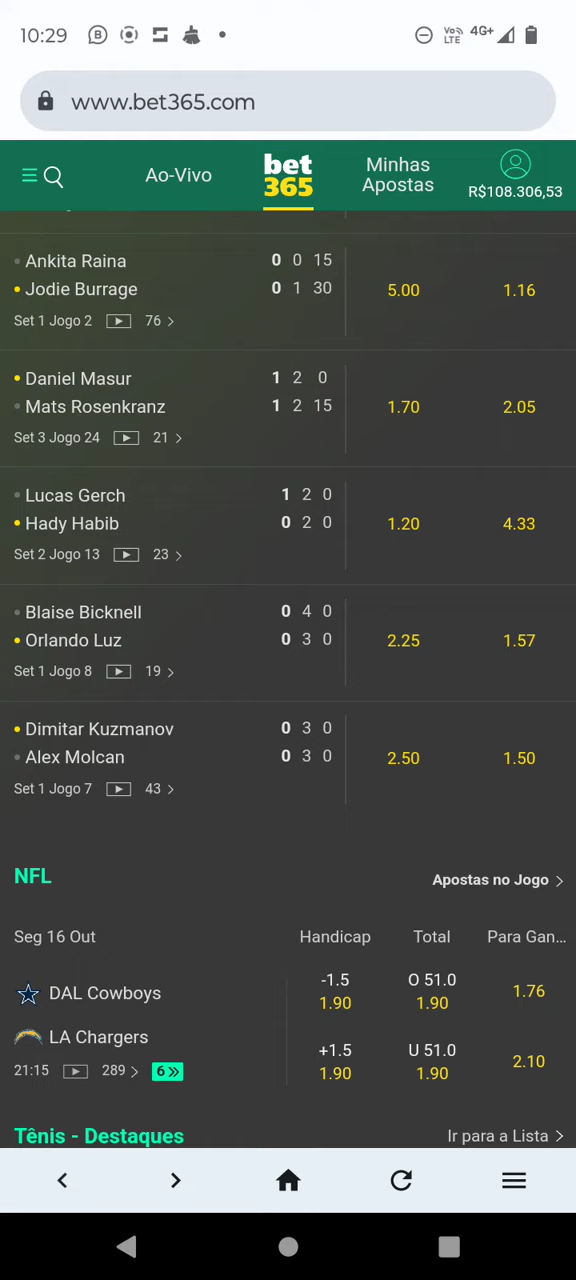 10:29
VoD LTE 4G+
www.bet365.com
Ao-Vivo
bet365
Minhas Apostas
R$108.306,53
Ankita Raina 0 0 15
Jodie Burrage 0 1 30
5.00 1.16
Set 1 Jogo 2 76 >
Daniel Masur 1 2 0
Mats Rosenkranz 1 2 15
1.70 2.05
Set 3 Jogo 24 21 >
Lucas Gerch 1 2 0
Hady Habib 0 2 0
1.20 4.33
Set 2 Jogo 13 23 >
Blaise Bicknell 0 4 0
Orlando Luz 0 3 0
2.25 1.57
Set 1 Jogo 8 19 >
Dimitar Kuzmanov 0 3 0
Alex Molcan 0 3 0
2.50 1.50
Set 1 Jogo 7 43 >
NFL
Apostas no Jogo >
Seg 16 Out Handicap Total Para Gan...
DAL Cowboys
-1.5 O 51.0
1.90 1.90 1.76
LA Chargers
+1.5 U 51.0
1.90 1.90 2.10
21:15 289 > 6 >>
Tênis - Destaques
Ir para a Lista >